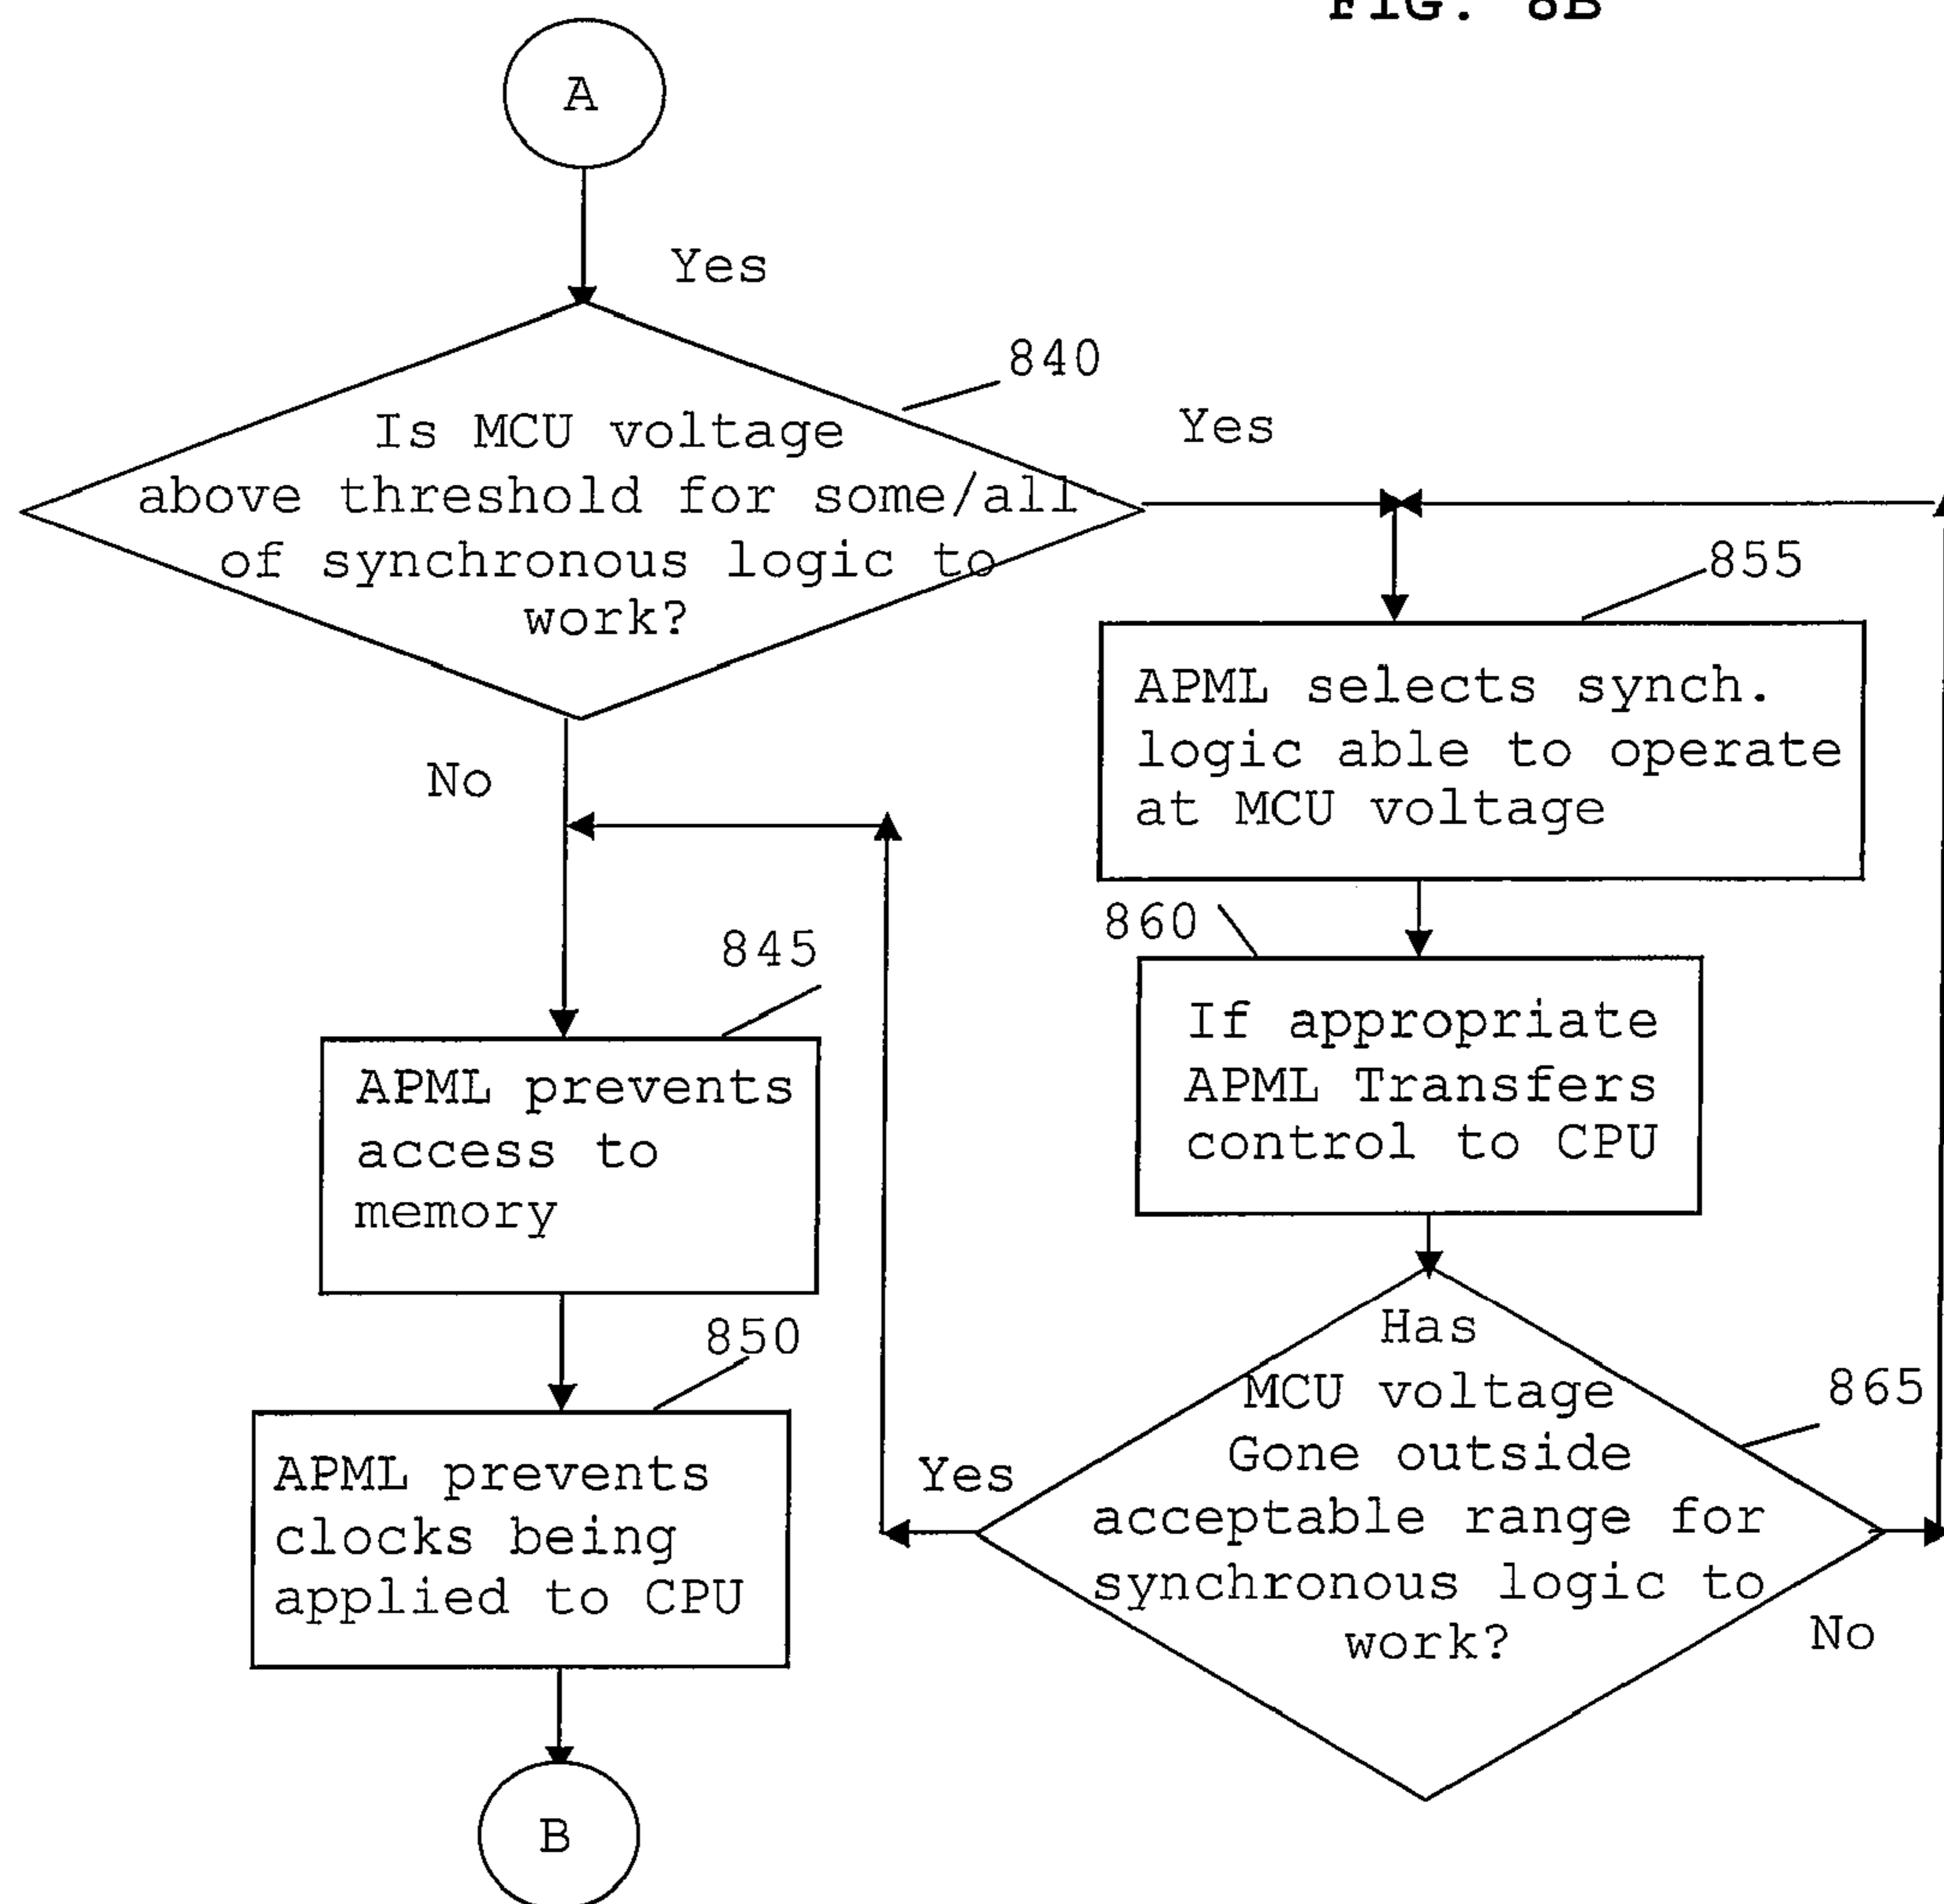 FIG. 8B
A
Yes
840
Is MCU voltage
above threshold for some/all
of synchronous logic to
work?
Yes
855
APML selects synch.
logic able to operate
at MCU voltage
No
860
845
If appropriate
APML Transfers
control to CPU
APML prevents
access to
memory
850
Has
MCU voltage
Gone outside
acceptable range for
synchronous logic to
work?
865
Yes
No
APML prevents
clocks being
applied to CPU
B